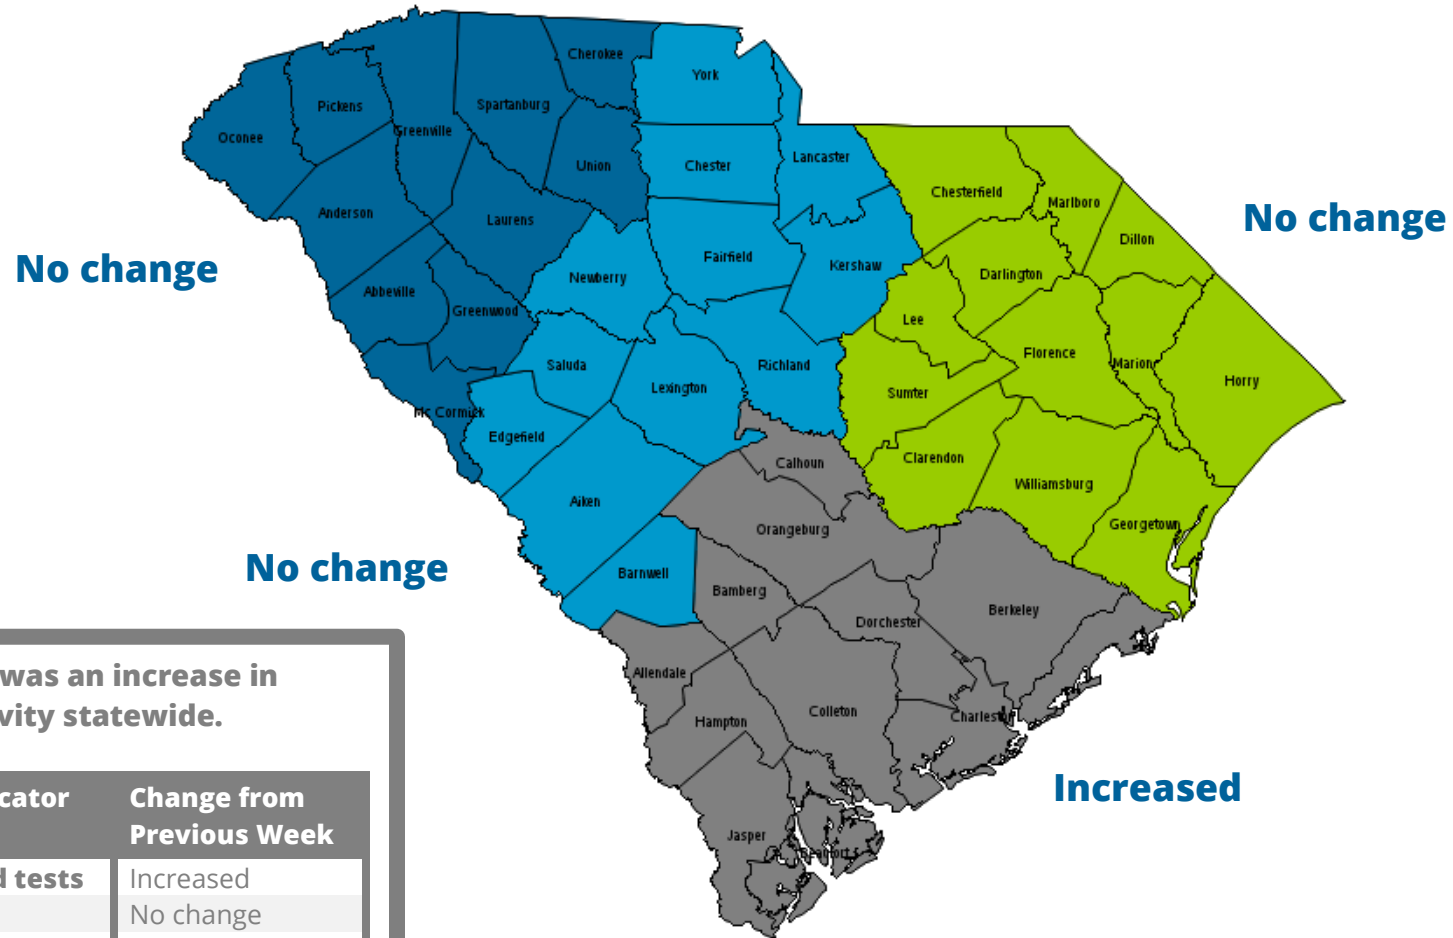 Cherokee
York
Pickens
Spartanburg
Greenville
Oconee
Union
Chester
Lancaster
Chesterfield
Marlboro
Anderson
Laurens
No change
Dillon
Fairfield
Kershaw
Darlington
No change
Newberry
Abbeville
Greenwood
Lee
Florence
Saluda
Richland
Marion
Lexington
Horry
Sumter
Mc Cormick
Edgefield
Clarendon
Calhoun
Williamsburg
Aiken
Orangeburg
Georgetown
No change
Barnwell
Bamberg
Berkeley
Dorchester
was an increase in
Allendale
vity statewide.
Hampton
Colleton
Charleston
Increased
cator
Change from
Previous Week
Jasper
Beaufort
d tests
Increased
No change